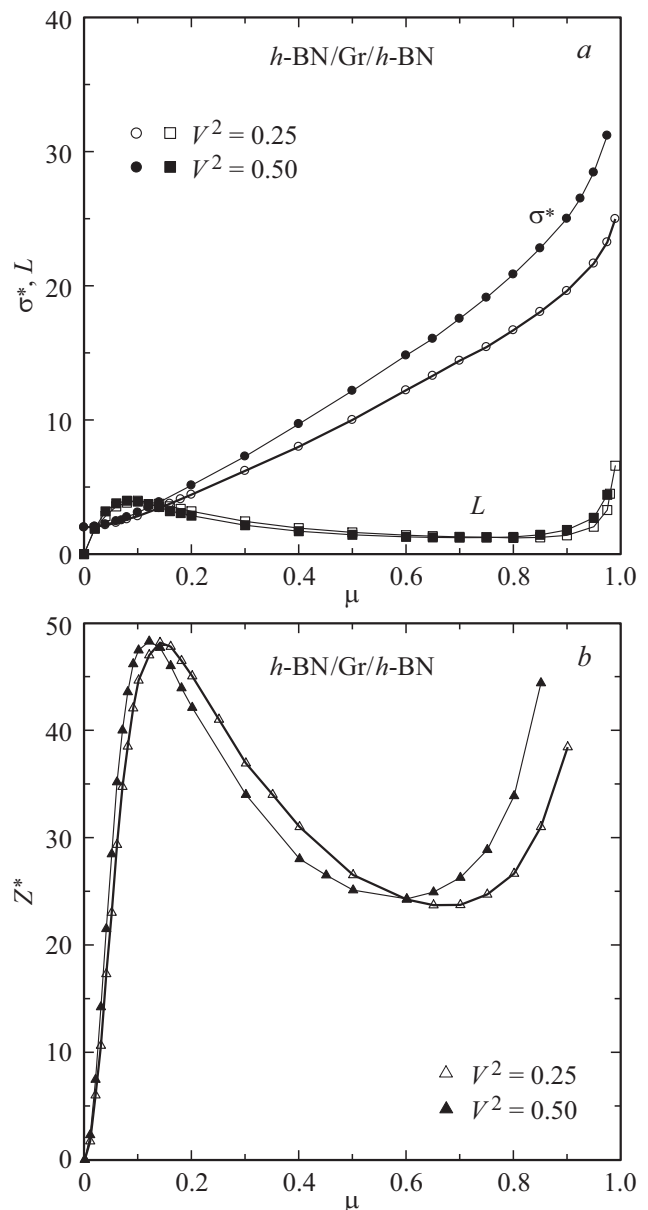 40
30
20
10
0
σ*, L
h-BN/Gr/h-BN
a
V² = 0.25
V² = 0.50
σ*
L
0 0.2 0.4 0.6 0.8 1.0
μ
50
40
30
20
10
0
Z*
h-BN/Gr/h-BN
b
V² = 0.25
V² = 0.50
0 0.2 0.4 0.6 0.8 1.0
μ